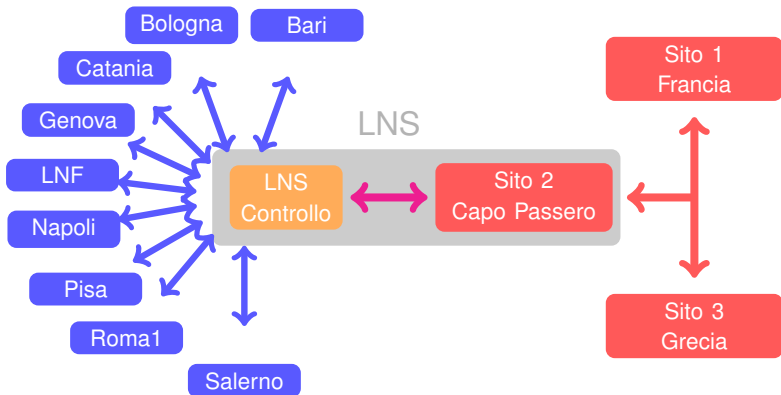 Bologna
Bari
Catania
Genova
LNF
Napoli
Pisa
Roma1
Salerno
LNS
LNS
Controllo
Sito 2
Capo Passero
Sito 1
Francia
Sito 3
Grecia